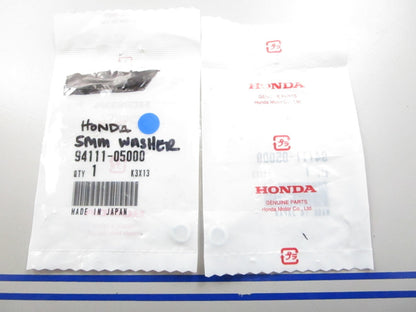 HONDA
5MM WASHER
94111-05000
QTY 1 K3X13
MADE IN JAPAN
HONDA
GENUINE PARTS
Honda Motor Co., Ltd.
HONDA
GENUINE PARTS
Honda Motor Co., Ltd.